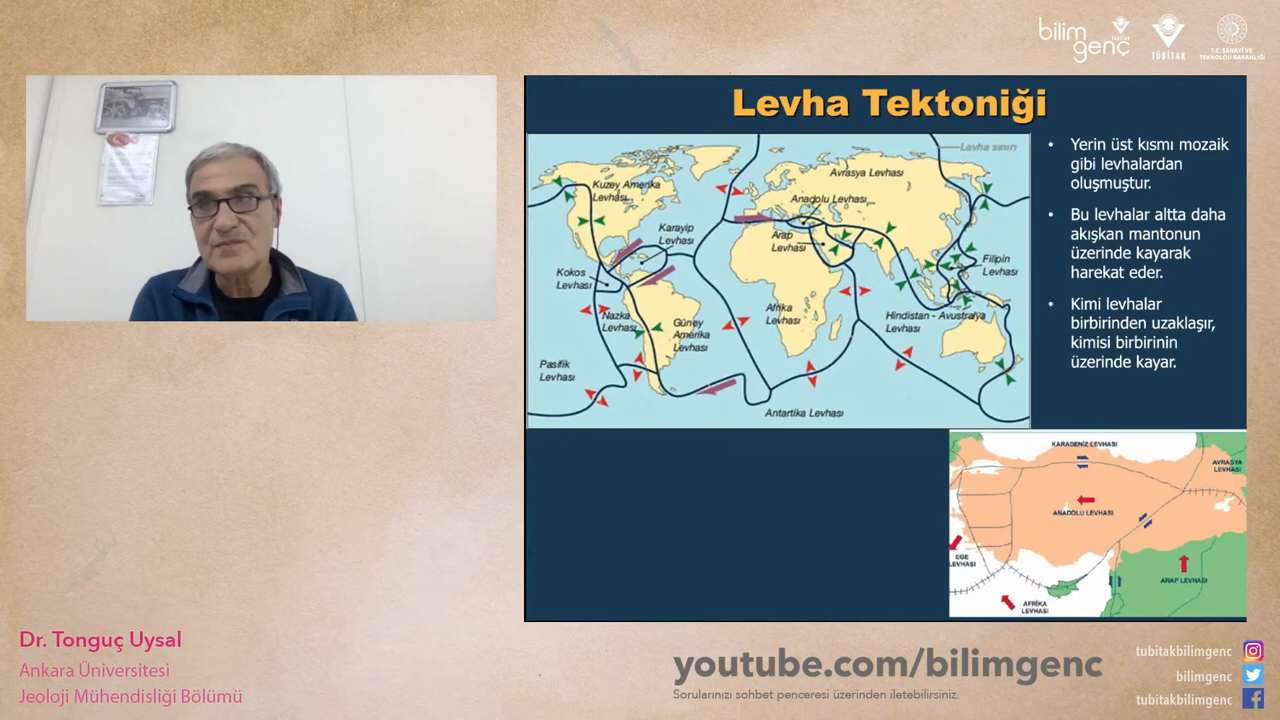 bilim
genç
TÜBİTAK
TÜBİTAK
T.C. SANAYİ VE
TEKNOLOJİ BAKANLIĞI
Levha Tektoniği
Levha sınırı
Kuzey Amerika
Levhası
Avrasya Levhası
Anadolu Levhası
Karayip
Levhası
Arap
Levhası
Kokos
Levhası
Filipin
Levhası
Nazka
Levhası
Güney
Amerika
Levhası
Afrika
Levhası
Hindistan - Avustralya
Levhası
Pasifik
Levhası
Antartika Levhası
• Yerin üst kısmı mozaik
gibi levhalardan
oluşmuştur.
• Bu levhalar altta daha
akışkan mantonun
üzerinde kayarak
harekat eder.
• Kimi levhalar
birbirinden uzaklaşır,
kimisi birbirinin
üzerinde kayar.
KARADENİZ LEVHASI
AVRASYA
LEVHASI
ANADOLU LEVHASI
EGE
LEVHASI
ARAP LEVHASI
AFRİKA
LEVHASI
Dr. Tonguç Uysal
Ankara Üniversitesi
Jeoloji Mühendisliği Bölümü
youtube.com/bilimgenc
Sorularınızı sohbet penceresi üzerinden iletebilirsiniz.
tubitakbilimgenc
bilimgenc
tubitakbilimgenc